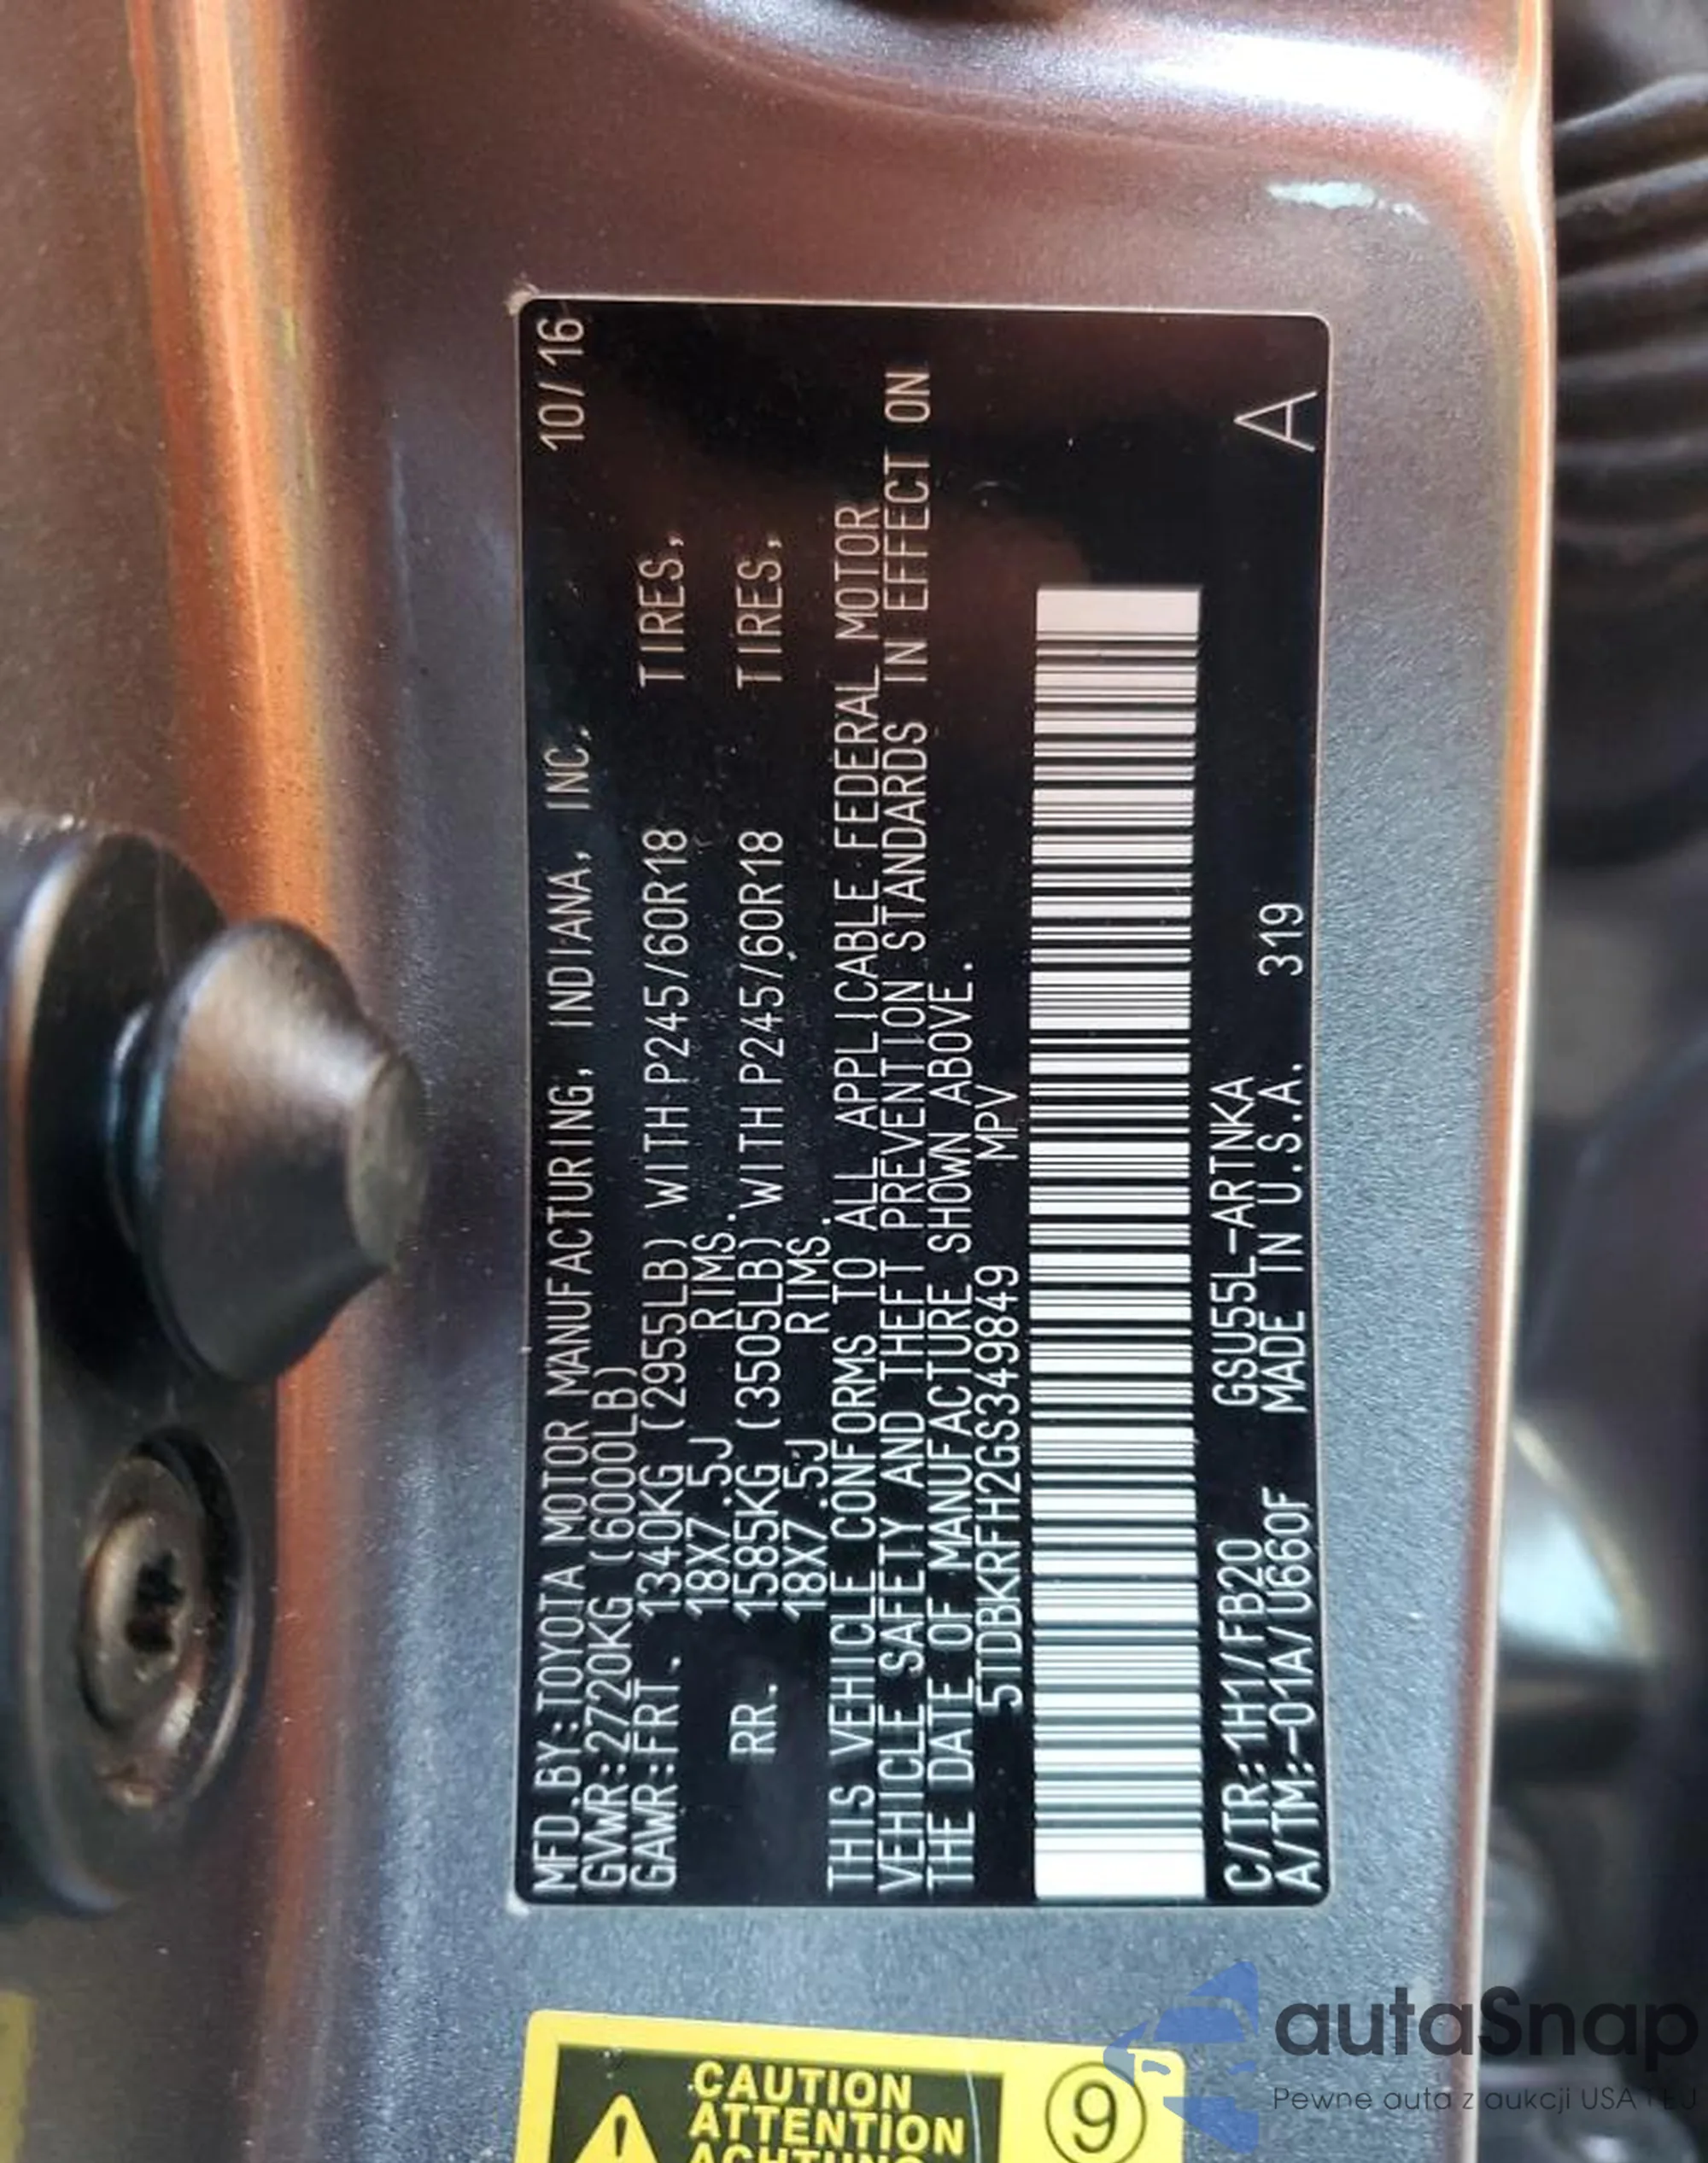 MFD.BY:TOYOTA MOTOR MANUFACTURING, INDIANA, INC. 10/16
GVWR:2720KG (6000LB)
GAWR:FRT. 1340KG (2955LB) WITH P245/60R18 TIRES,
18X7.5J RIMS.
RR. 1585KG (3505LB) WITH P245/60R18 TIRES,
18X7.5J RIMS.
THIS VEHICLE CONFORMS TO ALL APPLICABLE FEDERAL MOTOR
VEHICLE SAFETY AND THEFT PREVENTION STANDARDS IN EFFECT ON
THE DATE OF MANUFACTURE SHOWN ABOVE.
5TDBKRFH2GS349849 MPV
C/TR:1H1/FB20 GSU55L-ARTNKA
A/TM:-01A/U660F MADE IN U.S.A. 319
A
CAUTION
ATTENTION
ACHTUNG
9
autaSnap
Pewne auta z aukcji USA i EU